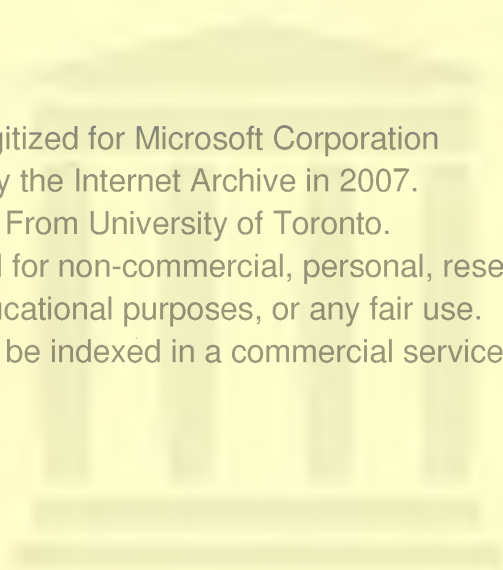 gitized for Microsoft Corporation
y the Internet Archive in 2007.
From University of Toronto.
l for non-commercial, personal, rese
ucational purposes, or any fair use.
be indexed in a commercial service